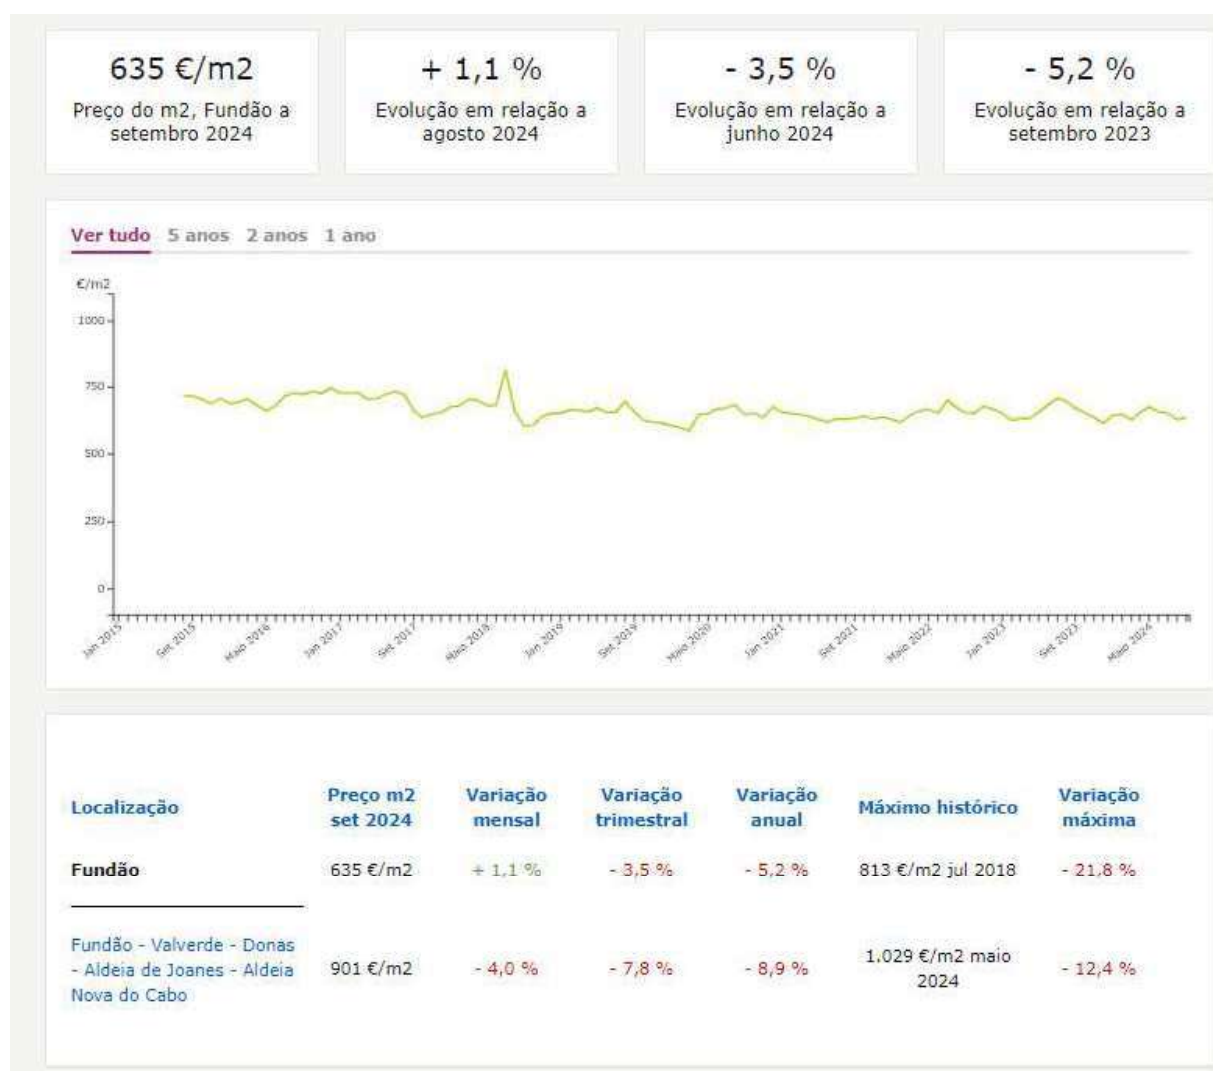 635 €/m2
Preço do m2, Fundão a
setembro 2024
+ 1,1 %
Evolução em relação a
agosto 2024
- 3,5 %
Evolução em relação a
junho 2024
- 5,2 %
Evolução em relação a
setembro 2023
Ver tudo 5 anos 2 anos 1 ano
€/m2
1000
750
500
250
0
Jan 2015 Set 2015 Maio 2016 Jan 2017 Set 2017 Maio 2018 Jan 2019 Set 2019 Maio 2020 Jan 2021 Set 2021 Maio 2022 Jan 2023 Set 2023 Maio 2024
Localização
Preço m2
set 2024
Variação
mensal
Variação
trimestral
Variação
anual
Máximo histórico
Variação
máxima
Fundão 635 €/m2 + 1,1 % - 3,5 % - 5,2 % 813 €/m2 jul 2018 - 21,8 %
Fundão - Valverde - Donas
- Aldeia de Joanes - Aldeia
Nova do Cabo
901 €/m2 - 4,0 % - 7,8 % - 8,9 %
1.029 €/m2 maio
2024
- 12,4 %